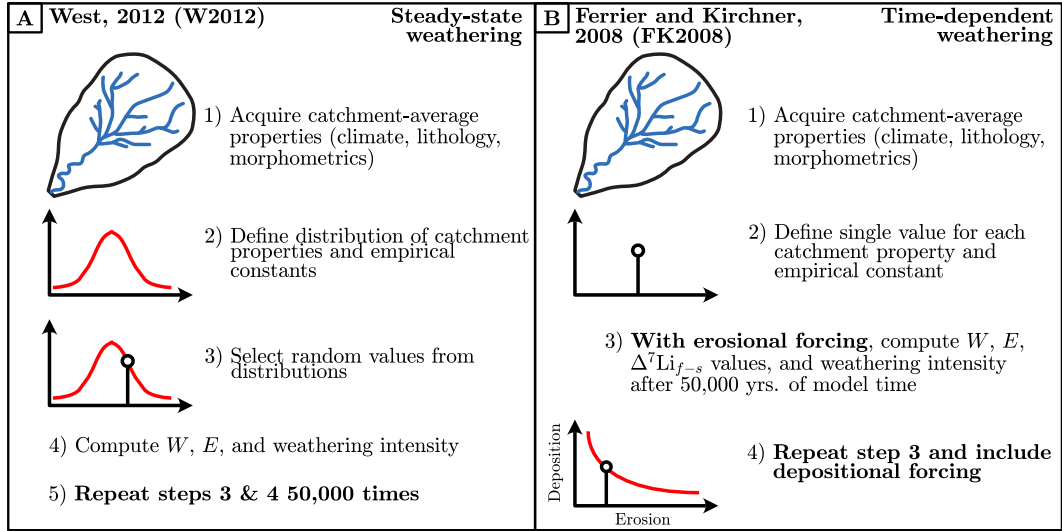 A
West, 2012 (W2012)
Steady-state
weathering
1) Acquire catchment-average
properties (climate, lithology,
morphometrics)
2) Define distribution of catchment
properties and empirical
constants
3) Select random values from
distributions
4) Compute W, E, and weathering intensity
5) Repeat steps 3 & 4 50,000 times
B
Ferrier and Kirchner,
2008 (FK2008)
Time-dependent
weathering
1) Acquire catchment-average
properties (climate, lithology,
morphometrics)
2) Define single value for each
catchment property and
empirical constant
3) With erosional forcing, compute W, E,
Δ⁷Li_{f−s} values, and weathering intensity
after 50,000 yrs. of model time
4) Repeat step 3 and include
depositional forcing
Deposition
Erosion